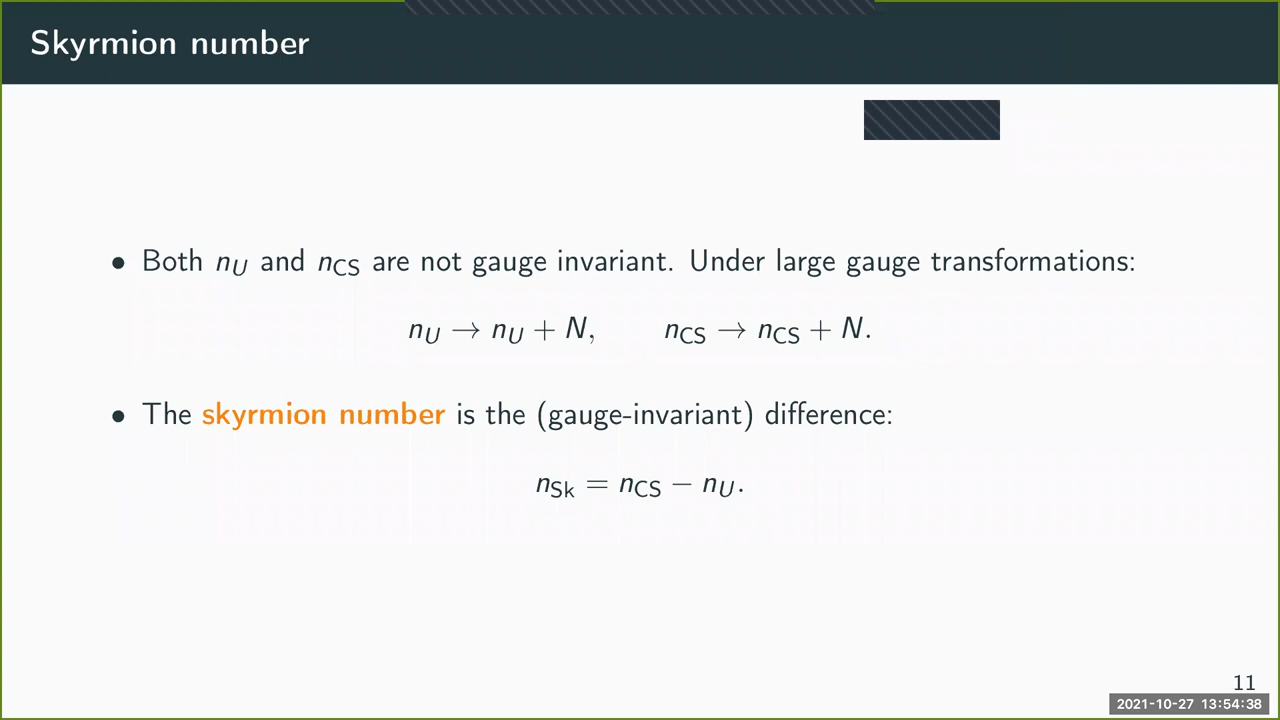 Skyrmion number
• Both n_U and n_CS are not gauge invariant. Under large gauge transformations:
n_U → n_U + N, n_CS → n_CS + N.
• The skyrmion number is the (gauge-invariant) difference:
n_Sk = n_CS − n_U.
11
2021-10-27 13:54:38